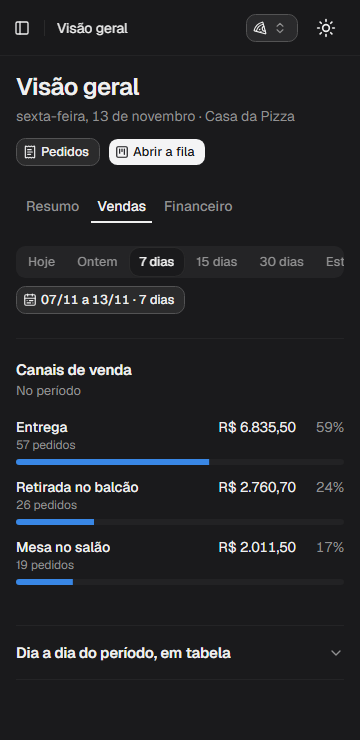 Visão geral
Visão geral
sexta-feira, 13 de novembro · Casa da Pizza
Pedidos
Abrir a fila
Resumo Vendas Financeiro
Hoje Ontem 7 dias 15 dias 30 dias Est
07/11 a 13/11 · 7 dias
Canais de venda
No período
Entrega R$ 6.835,50 59%
57 pedidos
Retirada no balcão R$ 2.760,70 24%
26 pedidos
Mesa no salão R$ 2.011,50 17%
19 pedidos
Dia a dia do período, em tabela